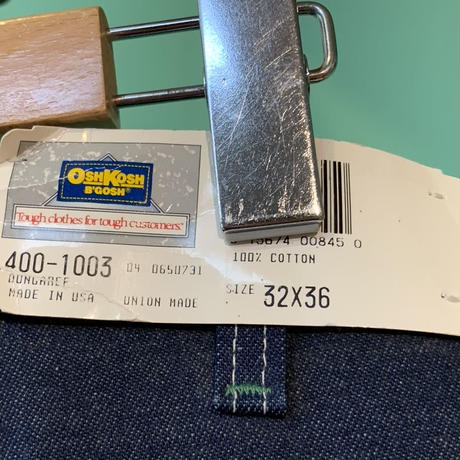 OSHKOSH
B'GOSH®
Tough clothes for tough customers®
00845 0
400-1003 04 0650731
100% COTTON
DUNGAREE
MADE IN USA UNION MADE
SIZE 32X36